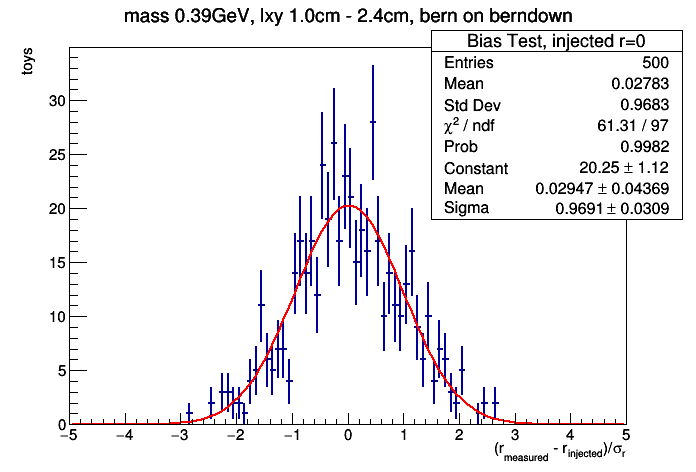 mass 0.39GeV, lxy 1.0cm - 2.4cm, bern on berndown
Bias Test, injected r=0
Entries 500
Mean 0.02783
Std Dev 0.9683
χ² / ndf 61.31 / 97
Prob 0.9982
Constant 20.25 ± 1.12
Mean 0.02947 ± 0.04369
Sigma 0.9691 ± 0.0309
toys
30
25
20
15
10
5
0
−5 −4 −3 −2 −1 0 1 2 3 4 5
(r_measured - r_injected)/σ_r